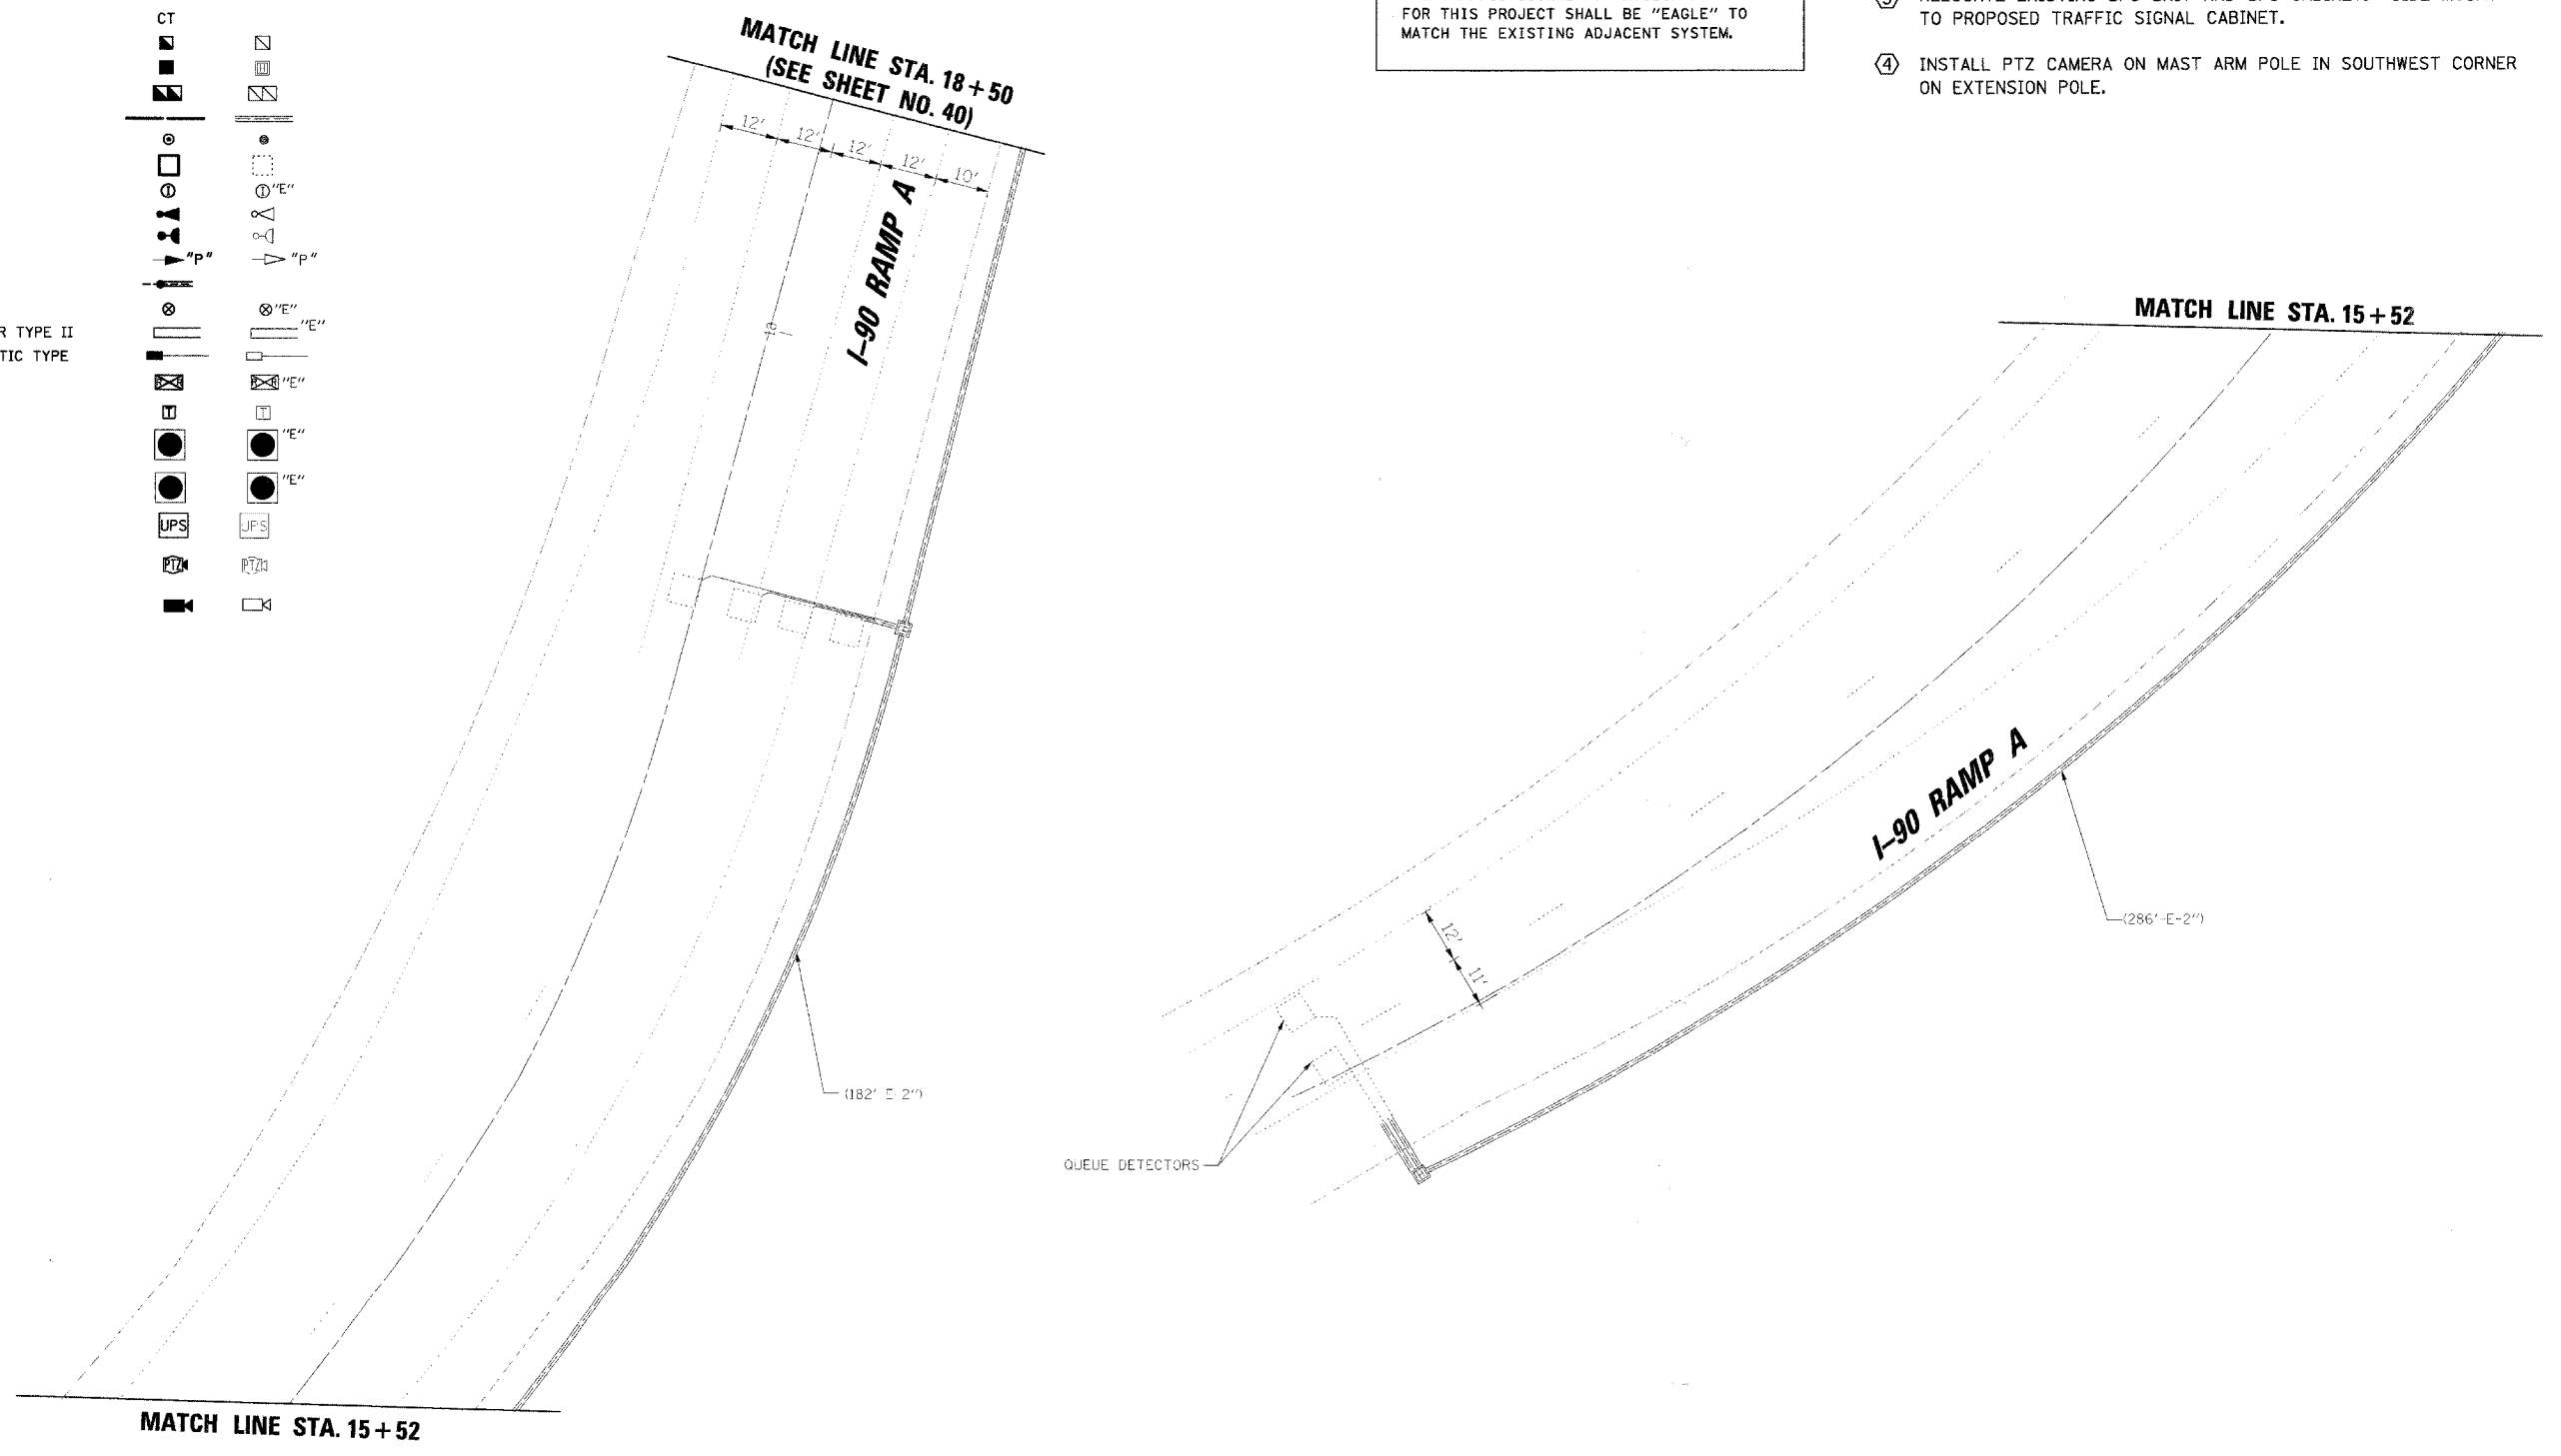 CT
"E"
"P" "P"
"E"
R TYPE II "E"
TIC TYPE
"E"
T T
"E"
"E"
UPS UPS
PTZ PTZ
MATCH LINE STA. 18+50
(SEE SHEET NO. 40)
12' 12' 12' 12' 10'
I-90 RAMP A
18
(182' E-2")
MATCH LINE STA. 15+52
FOR THIS PROJECT SHALL BE "EAGLE" TO
MATCH THE EXISTING ADJACENT SYSTEM.
TO PROPOSED TRAFFIC SIGNAL CABINET.
4 INSTALL PTZ CAMERA ON MAST ARM POLE IN SOUTHWEST CORNER
ON EXTENSION POLE.
MATCH LINE STA. 15+52
I-90 RAMP A
(286' E-2")
12'
11'
QUEUE DETECTORS